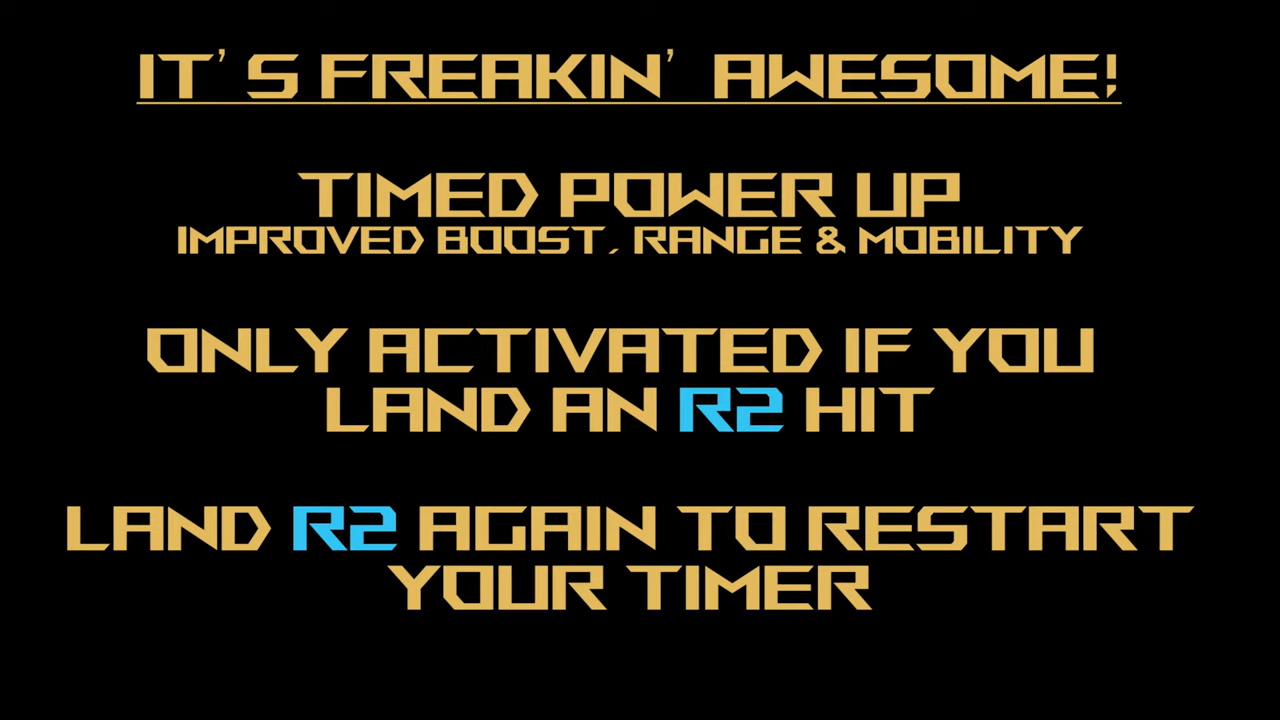 IT'S FREAKIN' AWESOME!
TIMED POWER UP
IMPROVED BOOST, RANGE & MOBILITY
ONLY ACTIVATED IF YOU
LAND AN R2 HIT
LAND R2 AGAIN TO RESTART
YOUR TIMER